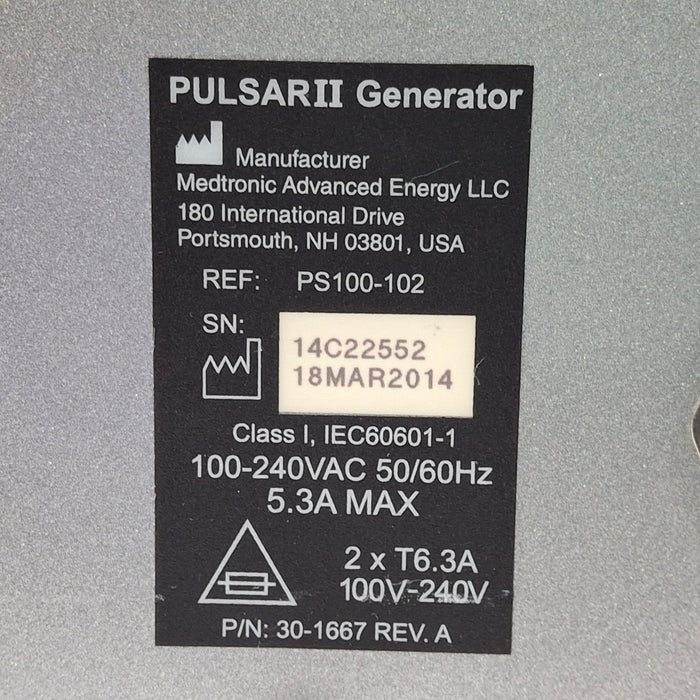 PULSARII Generator
Manufacturer
Medtronic Advanced Energy LLC
180 International Drive
Portsmouth, NH 03801, USA
REF: PS100-102
SN:
14C22552
18MAR2014
Class I, IEC60601-1
100-240VAC 50/60Hz
5.3A MAX
2 x T6.3A
100V-240V
P/N: 30-1667 REV. A